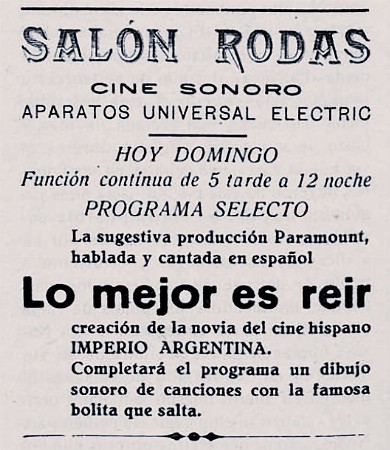 SALÓN RODAS
CINE SONORO
APARATOS UNIVERSAL ELECTRIC
HOY DOMINGO
Función continua de 5 tarde a 12 noche
PROGRAMA SELECTO
La sugestiva producción Paramount,
hablada y cantada en español
Lo mejor es reir
creación de la novia del cine hispano
IMPERIO ARGENTINA.
Completará el programa un dibujo
sonoro de canciones con la famosa
bolita que salta.